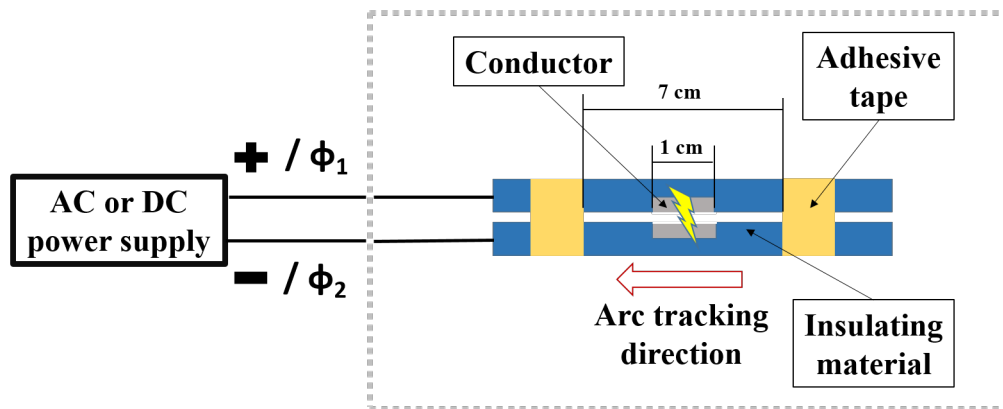 Conductor
Adhesive
tape
7 cm
1 cm
+ / ϕ1
AC or DC
power supply
- / ϕ2
Arc tracking
direction
Insulating
material